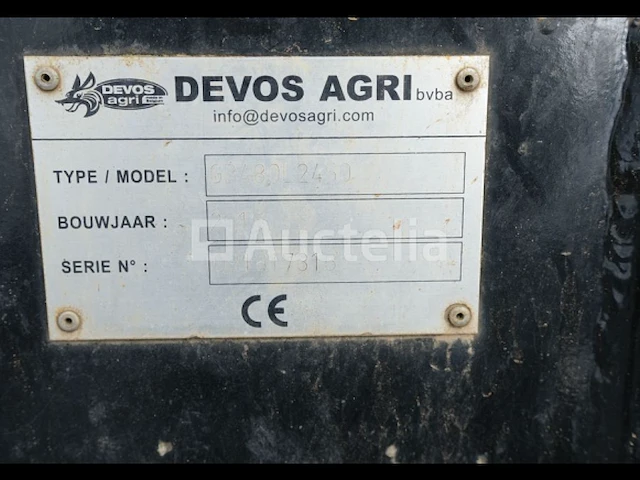 DEVOS agri
DEVOS AGRI bvba
info@devosagri.com
TYPE / MODEL :
BOUWJAAR :
Auctelia
SERIE N° :
CE